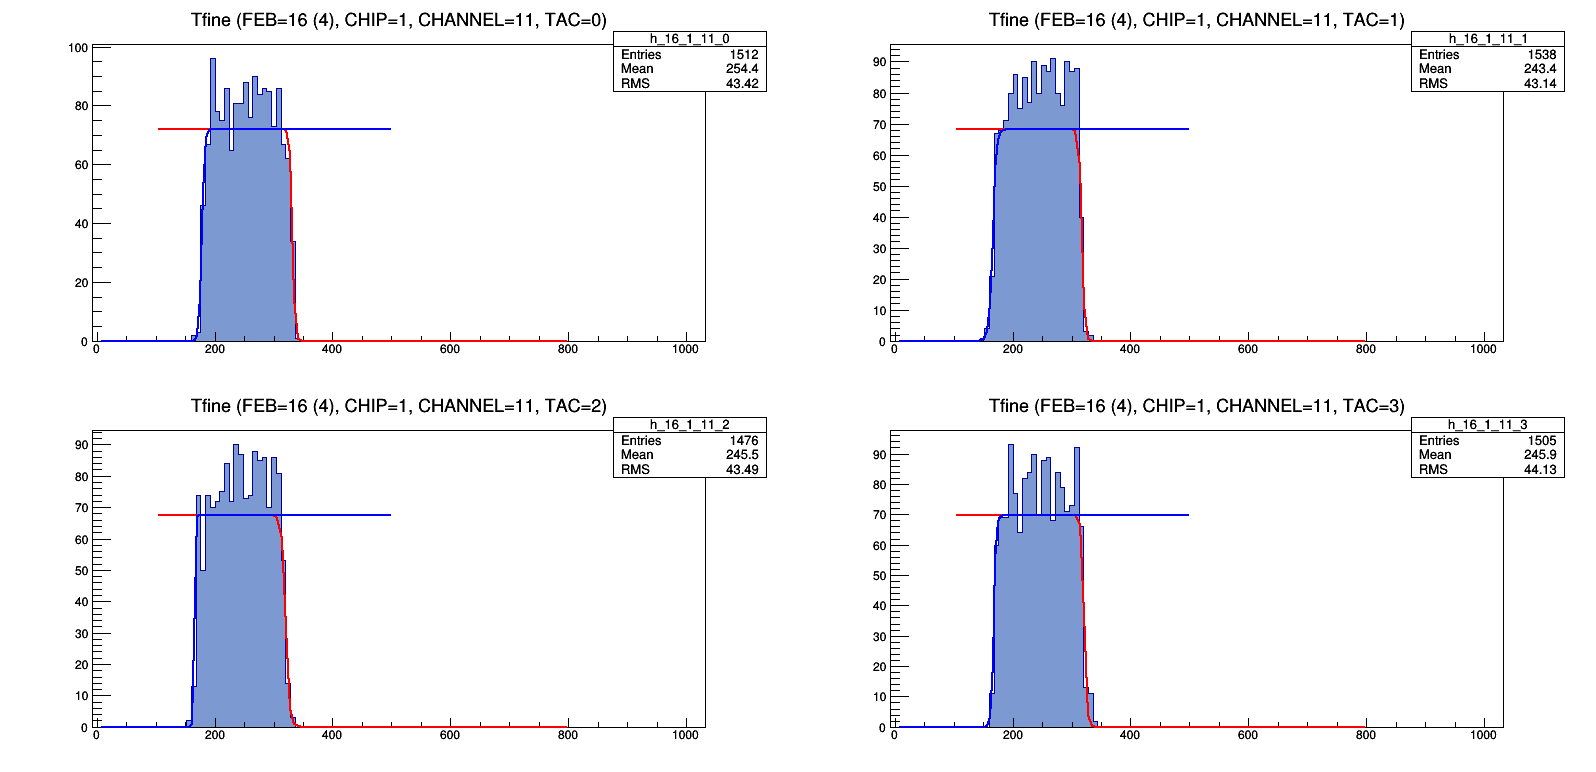 Tfine (FEB=16 (4), CHIP=1, CHANNEL=11, TAC=0)
h_16_1_11_0
Entries 1512
Mean 254.4
RMS 43.42
100
80
60
40
20
0
0 200 400 600 800 1000
Tfine (FEB=16 (4), CHIP=1, CHANNEL=11, TAC=1)
h_16_1_11_1
Entries 1538
Mean 243.4
RMS 43.14
90
80
70
60
50
40
30
20
10
0
0 200 400 600 800 1000
Tfine (FEB=16 (4), CHIP=1, CHANNEL=11, TAC=2)
h_16_1_11_2
Entries 1476
Mean 245.5
RMS 43.49
90
80
70
60
50
40
30
20
10
0
0 200 400 600 800 1000
Tfine (FEB=16 (4), CHIP=1, CHANNEL=11, TAC=3)
h_16_1_11_3
Entries 1505
Mean 245.9
RMS 44.13
90
80
70
60
50
40
30
20
10
0
0 200 400 600 800 1000